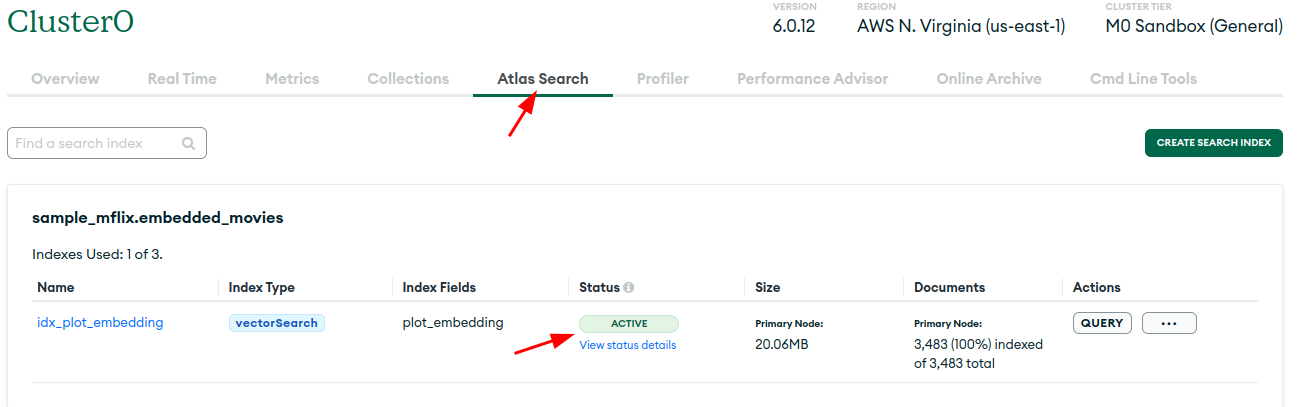 Cluster0
VERSION
6.0.12
REGION
AWS N. Virginia (us-east-1)
CLUSTER TIER
M0 Sandbox (General)
Overview
Real Time
Metrics
Collections
Atlas Search
Profiler
Performance Advisor
Online Archive
Cmd Line Tools
Find a search index
CREATE SEARCH INDEX
sample_mflix.embedded_movies
Indexes Used: 1 of 3.
Name
Index Type
Index Fields
Status
Size
Documents
Actions
idx_plot_embedding
vectorSearch
plot_embedding
ACTIVE
View status details
Primary Node:
20.06MB
Primary Node:
3,483 (100%) indexed
of 3,483 total
QUERY
...